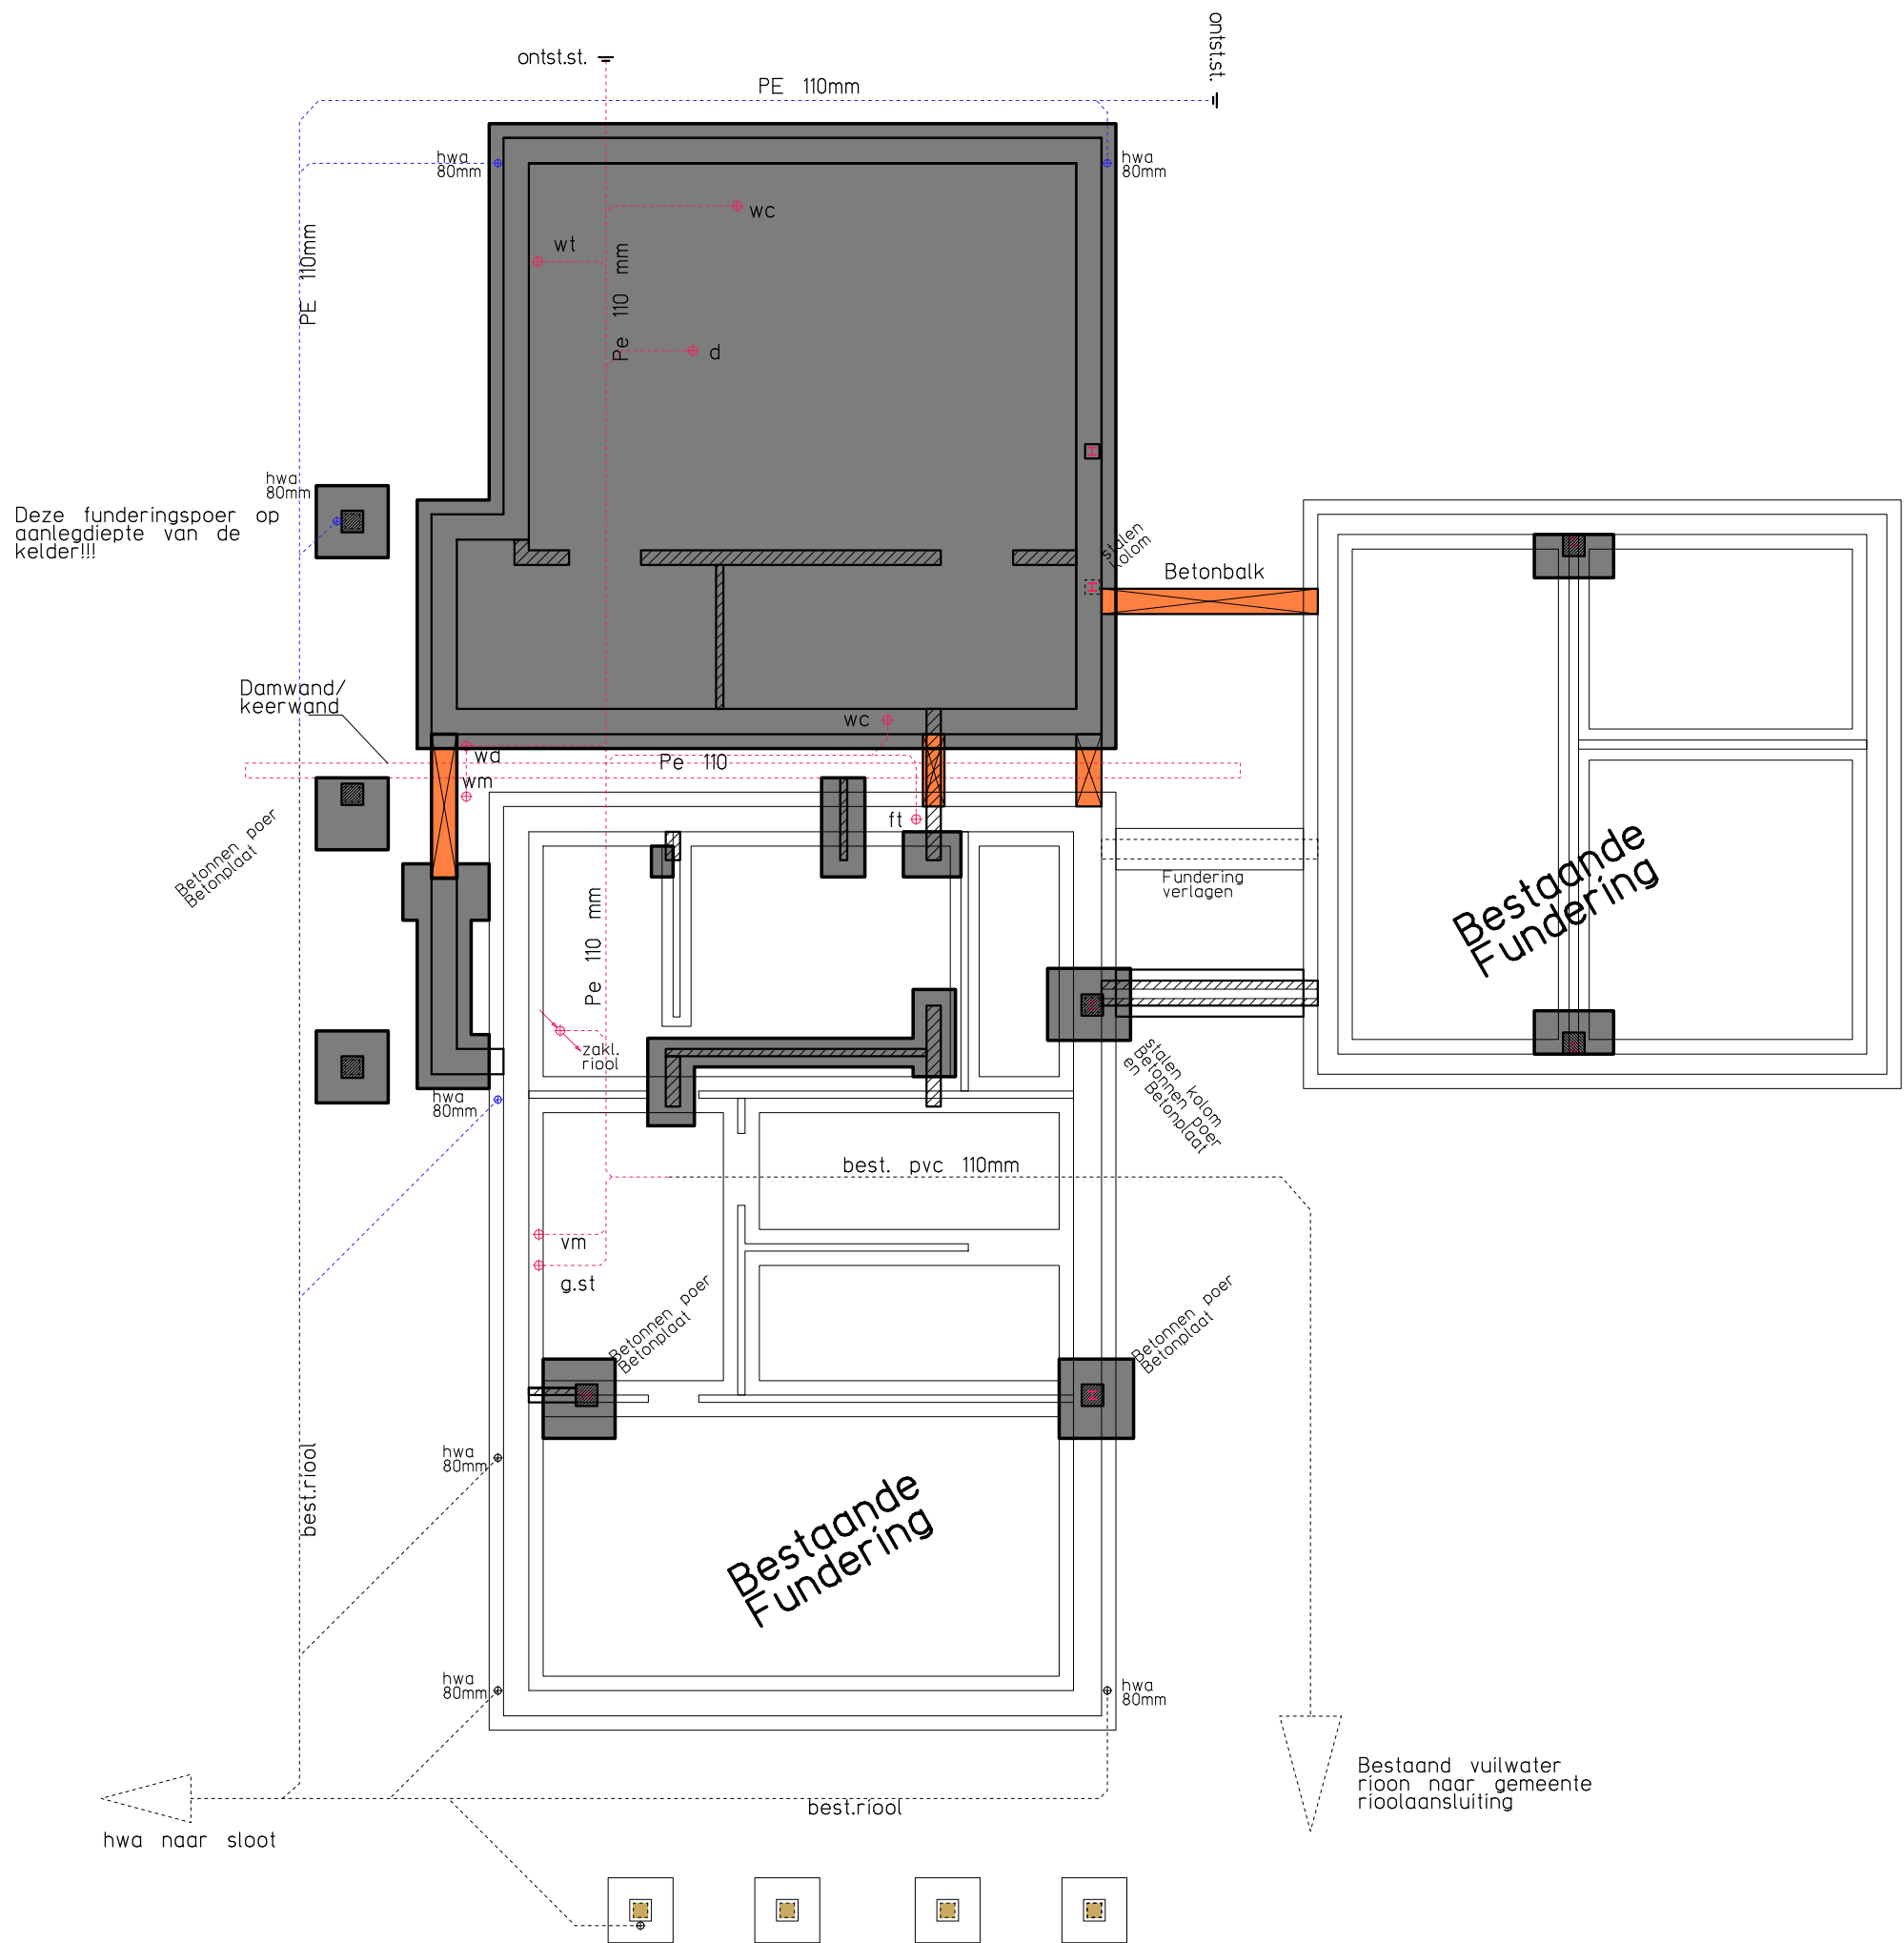 ontst.st.
ontst.st.
PE 110mm
hwa
80mm
hwa
80mm
wc
wt
PE 110mm
Pe 110 mm
d
hwa
80mm
Deze funderingspoer op
aanlegdiepte van de
kelder!!!
stalen
kolom
Betonbalk
Damwand/
keerwand
wc
wd
Pe 110
wm
ft
Betonnen poer
Betonplaat
Fundering
verlagen
Bestaande
Fundering
Pe 110 mm
zakl.
riool
stalen kolom
Betonnen poer
en Betonplaat
hwa
80mm
best. pvc 110mm
vm
g.st
Betonnen poer
Betonplaat
Betonnen poer
Betonplaat
best.riool
hwa
80mm
Bestaande
Fundering
hwa
80mm
hwa
80mm
Bestaand vuilwater
rioon naar gemeente
rioolaansluiting
best.riool
hwa naar sloot